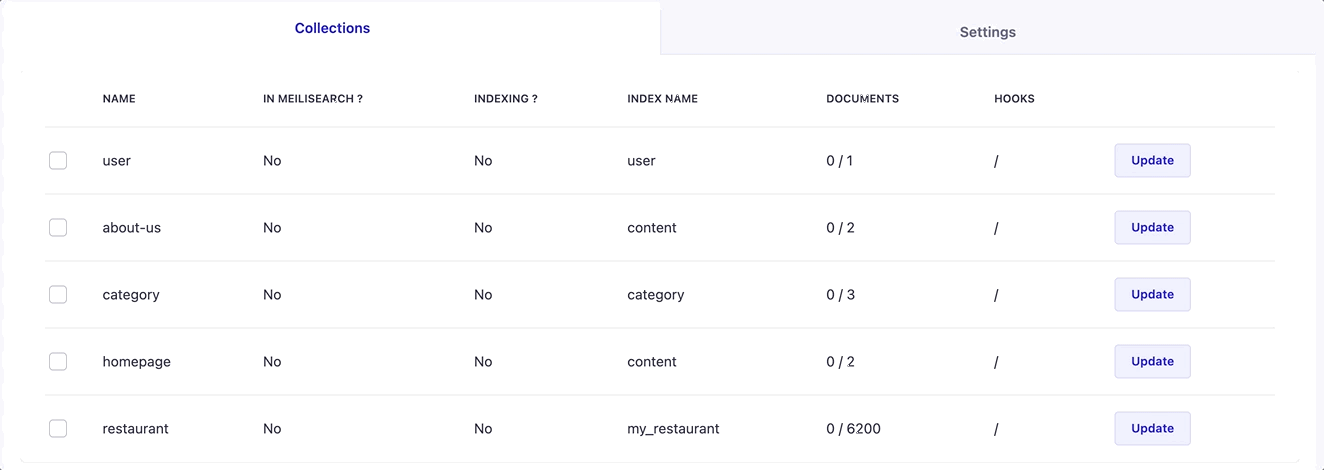 Collections Settings
NAME IN MEILISEARCH ? INDEXING ? INDEX NAME DOCUMENTS HOOKS
user No No user 0 / 1 / Update
about-us No No content 0 / 2 / Update
category No No category 0 / 3 / Update
homepage No No content 0 / 2 / Update
restaurant No No my_restaurant 0 / 6200 / Update